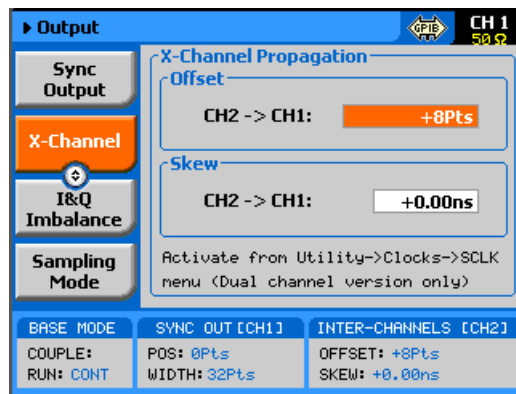 Output
GPIB
CH 1
50 Ω
Sync
Output
X-Channel
I&Q
Imbalance
Sampling
Mode
X-Channel Propagation
Offset
CH2 -> CH1: +8Pts
Skew
CH2 -> CH1: +0.00ns
Activate from Utility->Clocks->SCLK
menu (Dual channel version only)
BASE MODE
COUPLE:
RUN: CONT
SYNC OUT [CH1]
POS: 0Pts
WIDTH: 32Pts
INTER-CHANNELS [CH2]
OFFSET: +8Pts
SKEW: +0.00ns